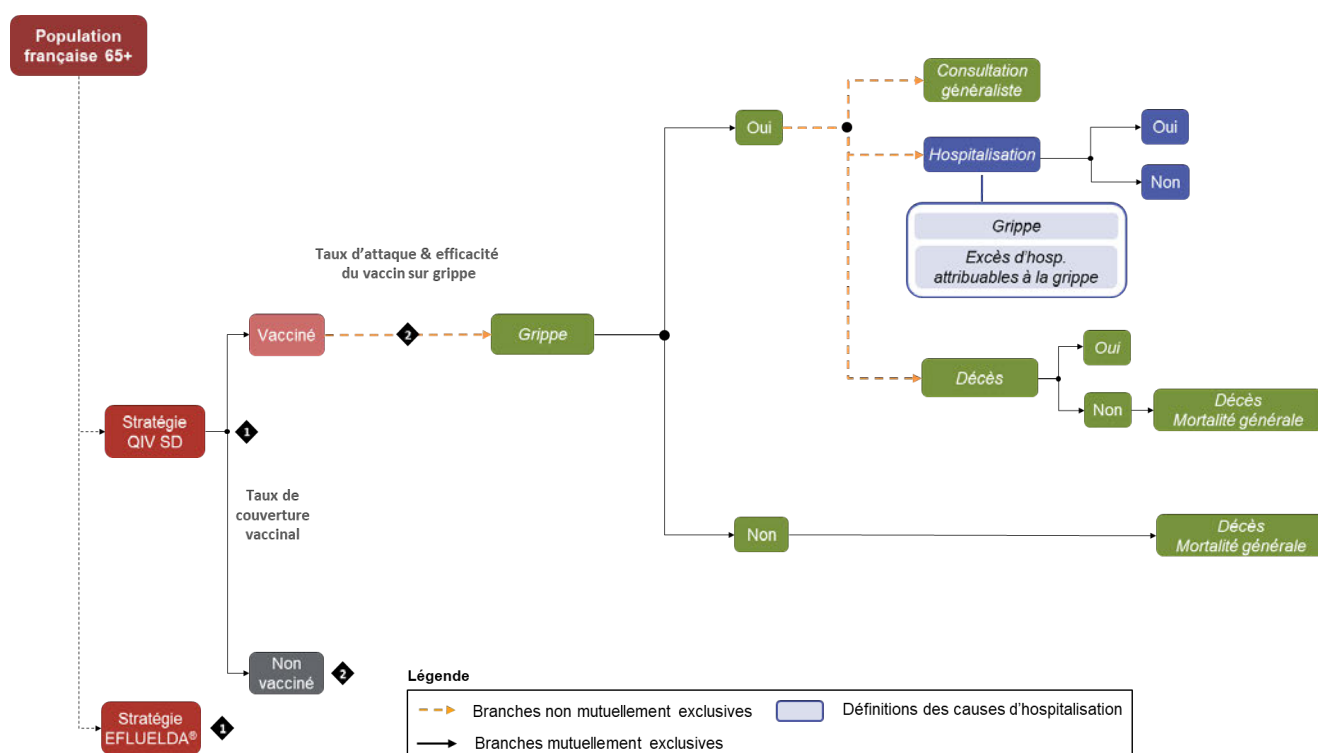 Population
française 65+
Consultation
généraliste
Oui
Oui
Hospitalisation
Non
Grippe
Excès d'hosp.
attribuables à la grippe
Taux d'attaque & efficacité
du vaccin sur grippe
Vacciné
2
Grippe
Oui
Décès
Non
Décès
Mortalité générale
Stratégie
QIV SD
1
Taux de
couverture
vaccinal
Non
Décès
Mortalité générale
Non
vacciné
2
Stratégie
EFLUELDA®
1
Légende
Branches non mutuellement exclusives
Définitions des causes d'hospitalisation
Branches mutuellement exclusives